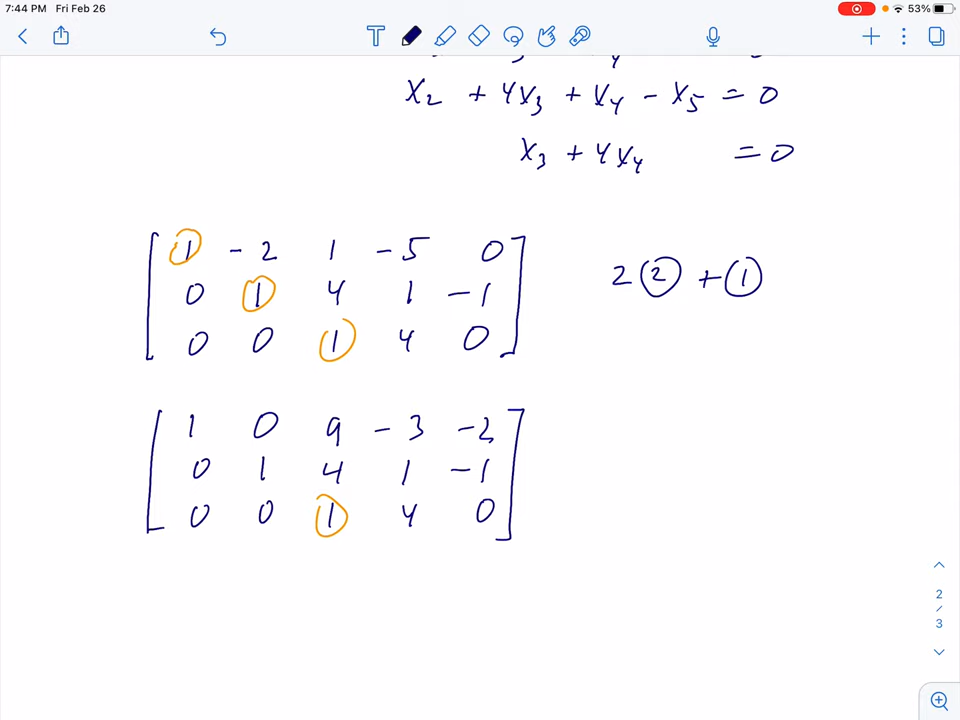 7:44 PM Fri Feb 26 53%
T
x₂ + 4x₃ + x₄ - x₅ = 0
x₃ + 4x₄ = 0
1 -2 1 -5 0
0 1 4 1 -1
0 0 1 4 0
2 ② + ①
1 0 9 -3 -2
0 1 4 1 -1
0 0 1 4 0
2
/
3